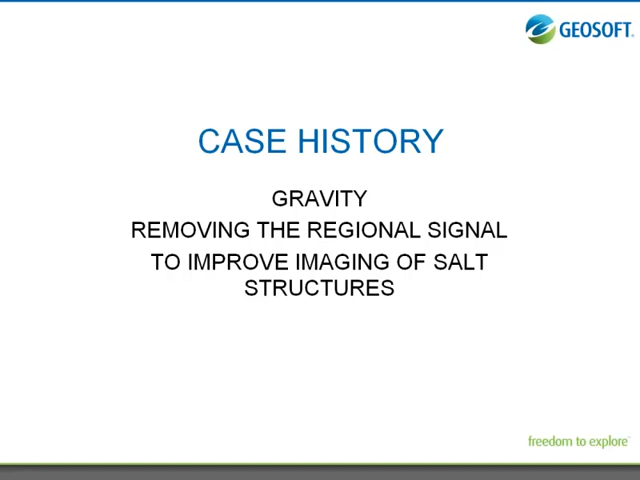 GEOSOFT
CASE HISTORY
GRAVITY
REMOVING THE REGIONAL SIGNAL
TO IMPROVE IMAGING OF SALT
STRUCTURES
freedom to explore